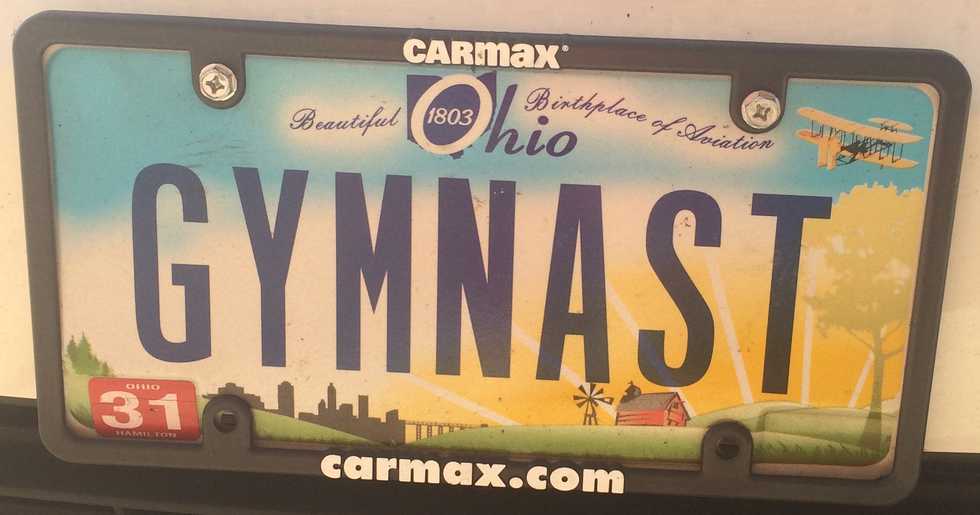 CARMAX®
Beautiful Ohio Birthplace of Aviation
1803
GYMNAST
OHIO
31
HAMILTON
carmax.com